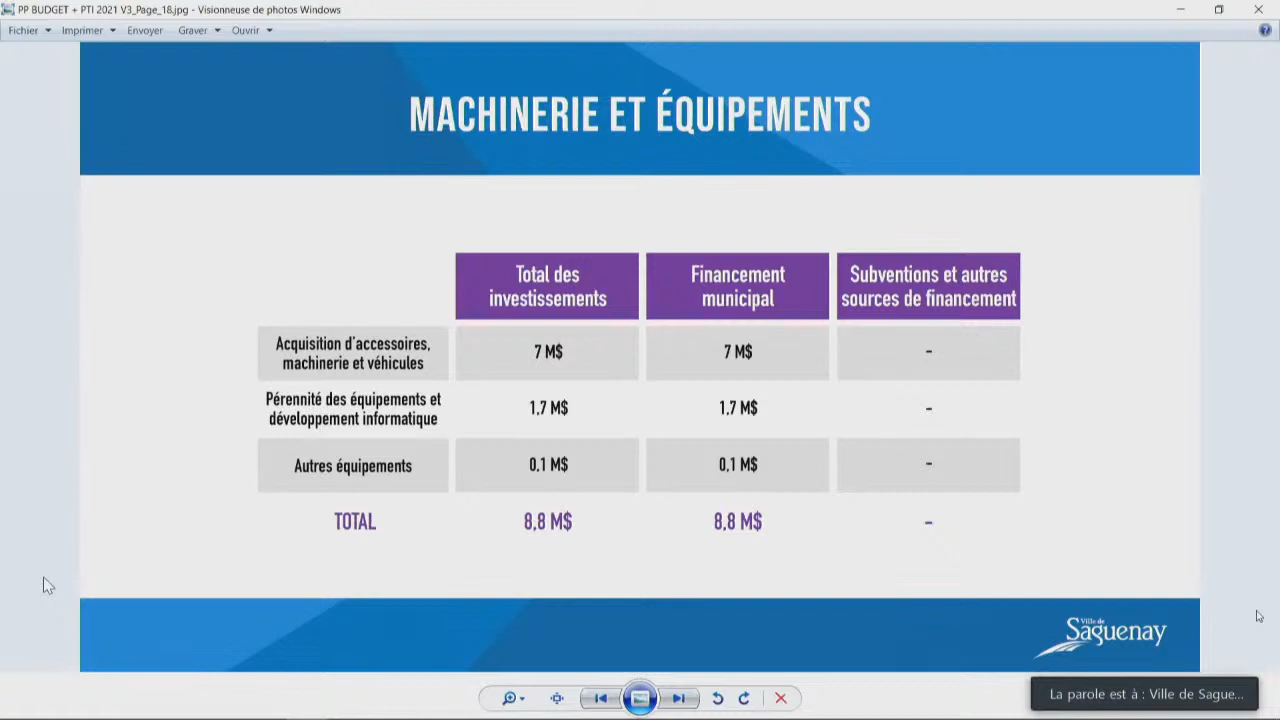 PP BUDGET + PTI 2021 V3_Page_18.jpg - Visionneuse de photos Windows
Fichier Imprimer Envoyer Graver Ouvrir
MACHINERIE ET ÉQUIPEMENTS
Total des
investissements
Financement
municipal
Subventions et autres
sources de financement
Acquisition d'accessoires,
machinerie et véhicules
7 M$ 7 M$ -
Pérennité des équipements et
développement informatique
1,7 M$ 1,7 M$ -
Autres équipements 0,1 M$ 0,1 M$ -
TOTAL 8,8 M$ 8,8 M$ -
Ville de
Saguenay
La parole est à : Ville de Sague...